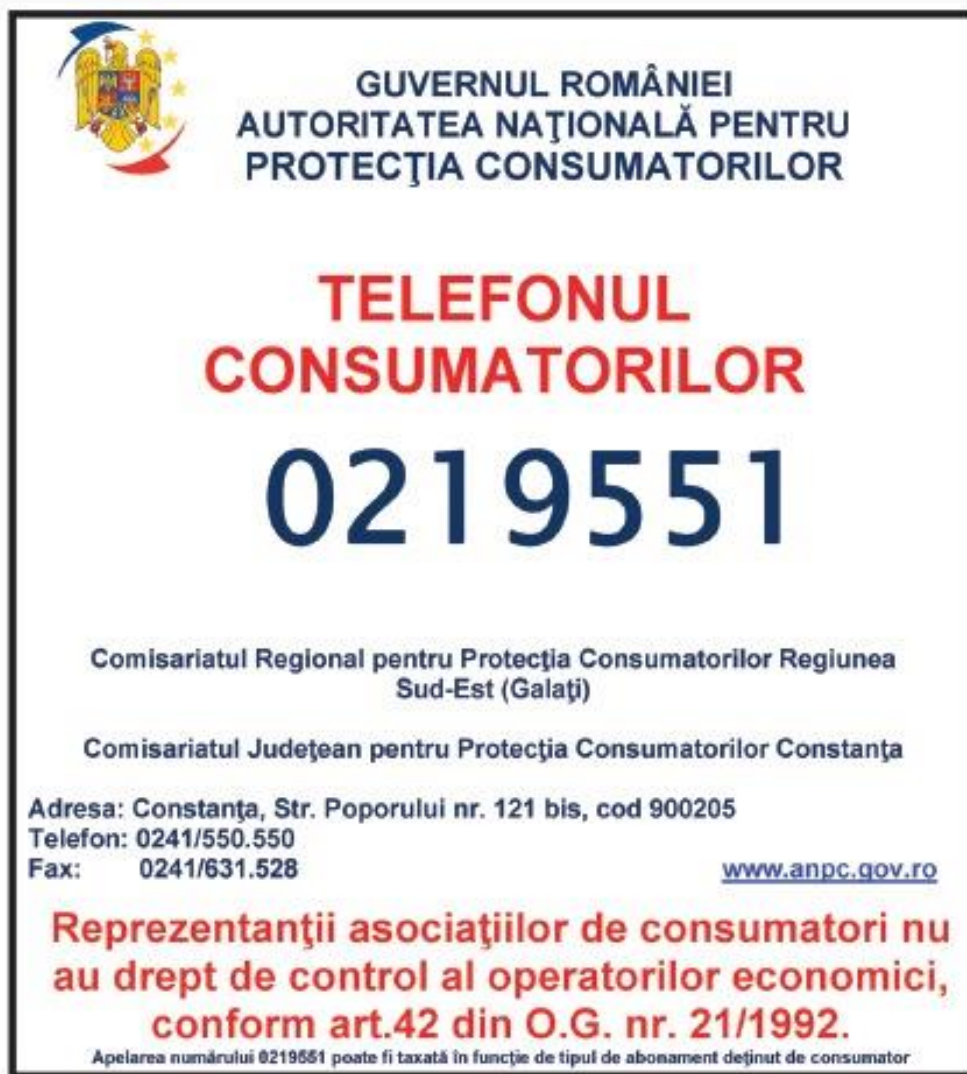 GUVERNUL ROMÂNIEI
AUTORITATEA NAŢIONALĂ PENTRU
PROTECŢIA CONSUMATORILOR
TELEFONUL
CONSUMATORILOR
0219551
Comisariatul Regional pentru Protecţia Consumatorilor Regiunea
Sud-Est (Galaţi)
Comisariatul Judeţean pentru Protecţia Consumatorilor Constanţa
Adresa: Constanţa, Str. Poporului nr. 121 bis, cod 900205
Telefon: 0241/550.550
Fax: 0241/631.528 www.anpc.gov.ro
Reprezentanţii asociaţiilor de consumatori nu
au drept de control al operatorilor economici,
conform art.42 din O.G. nr. 21/1992.
Apelarea numărului 0219551 poate fi taxată în funcţie de tipul de abonament deţinut de consumator